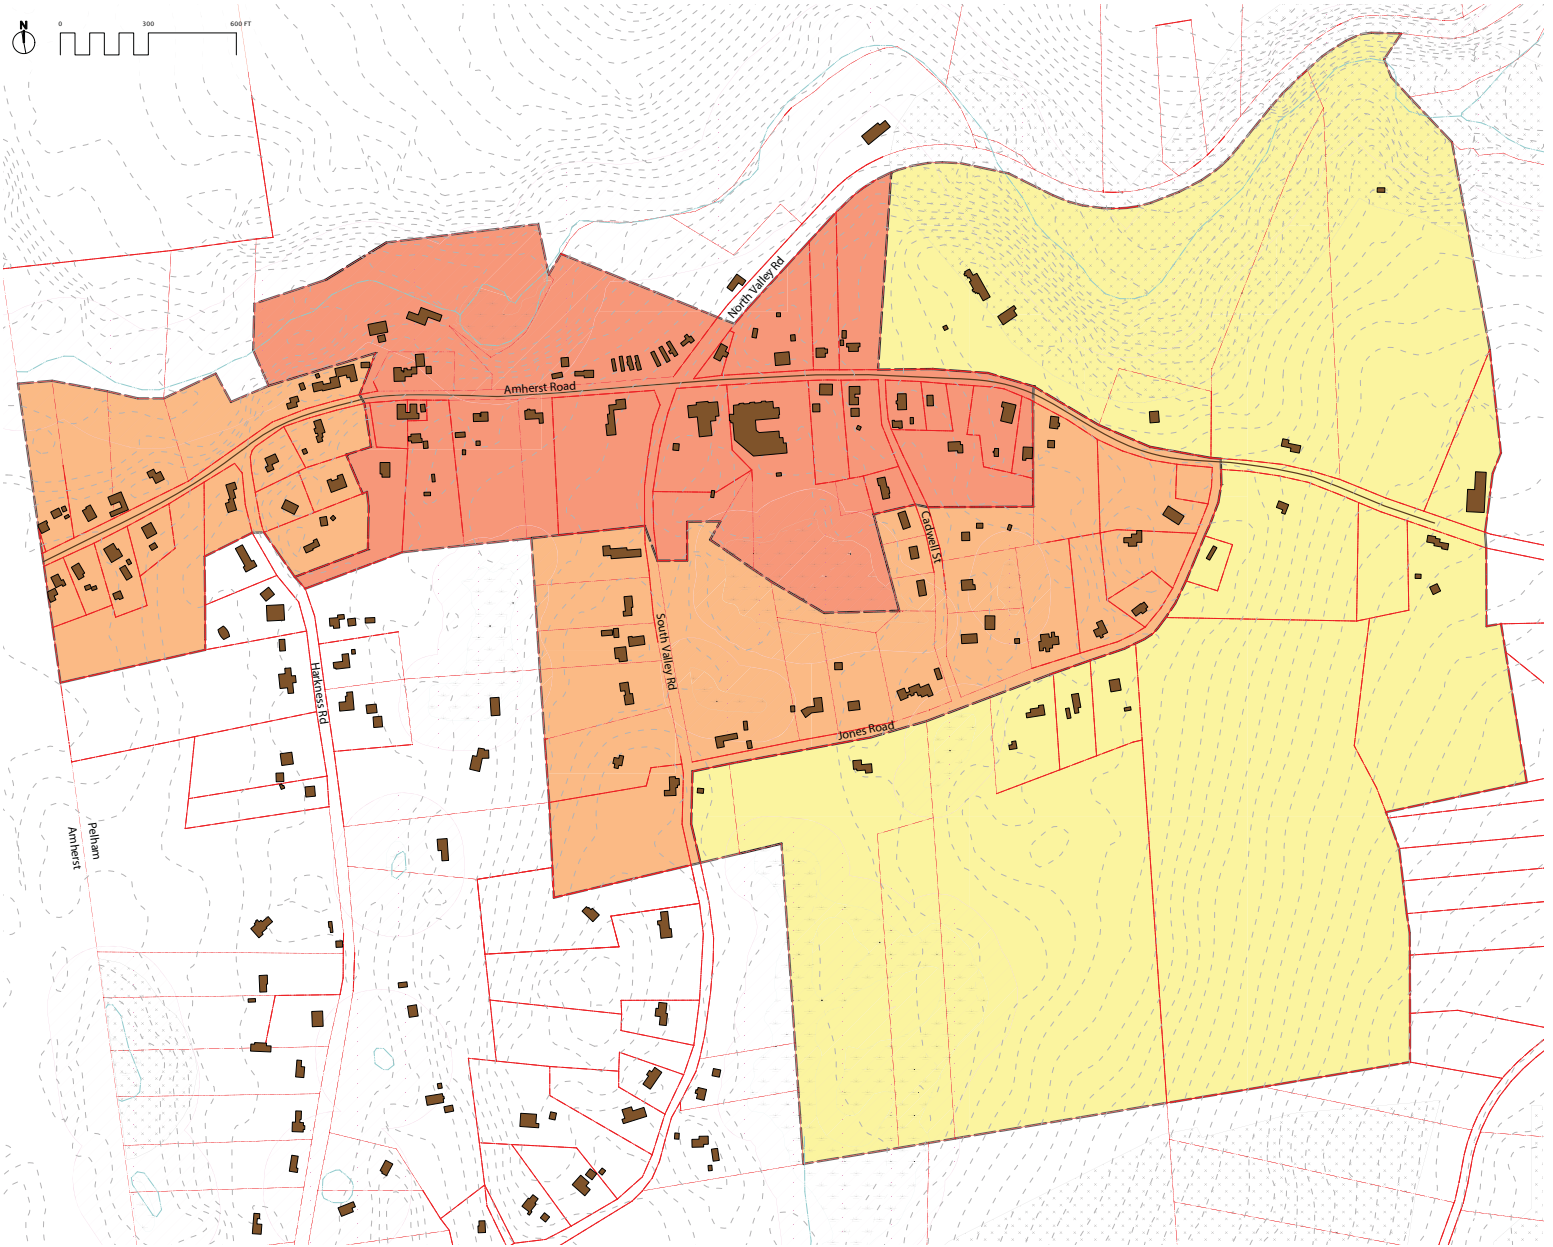 N
0 300 600 FT
North Valley Rd
Amherst Road
Cadwell St
South Valley Rd
Harkness Rd
Jones Road
Pelham
Amherst